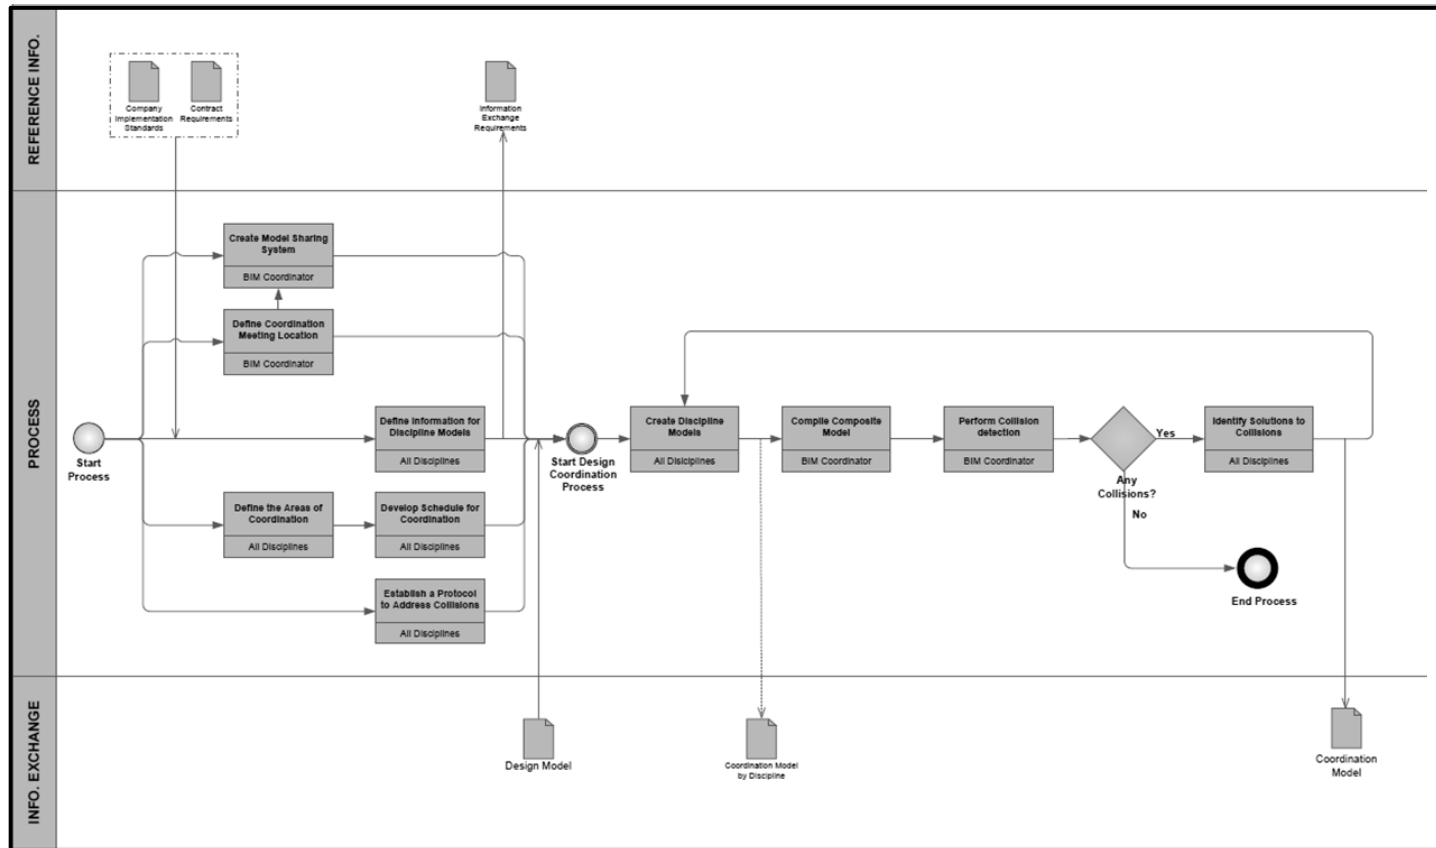 REFERENCE INFO.
Company
Implementation
Standards
Contract
Requirements
Information
Exchange
Requirements
PROCESS
Start
Process
Create Model Sharing
System
BIM Coordinator
Define Coordination
Meeting Location
BIM Coordinator
Define Information for
Discipline Models
All Disciplines
Define the Areas of
Coordination
All Disciplines
Develop Schedule for
Coordination
All Disciplines
Establish a Protocol
to Address Collisions
All Disciplines
Start Design
Coordination
Process
Create Discipline
Models
All Disiciplines
Compile Composite
Model
BIM Coordinator
Perform Collision
detection
BIM Coordinator
Any
Collisions?
Yes
No
Identify Solutions to
Collisions
All Disciplines
End Process
INFO. EXCHANGE
Design Model
Coordination Model
by Discipline
Coordination
Model